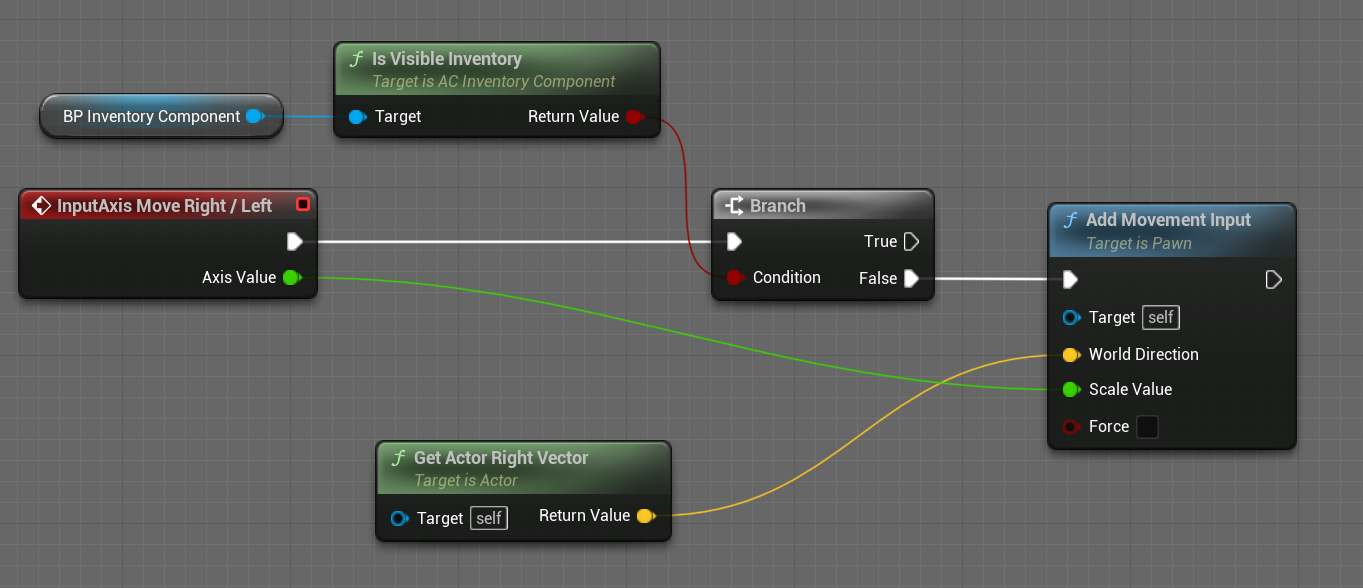 Is Visible Inventory
Target is AC Inventory Component
BP Inventory Component
Target
Return Value
InputAxis Move Right / Left
Axis Value
Branch
True
Condition
False
Add Movement Input
Target is Pawn
Target self
World Direction
Scale Value
Force
Get Actor Right Vector
Target is Actor
Target self
Return Value